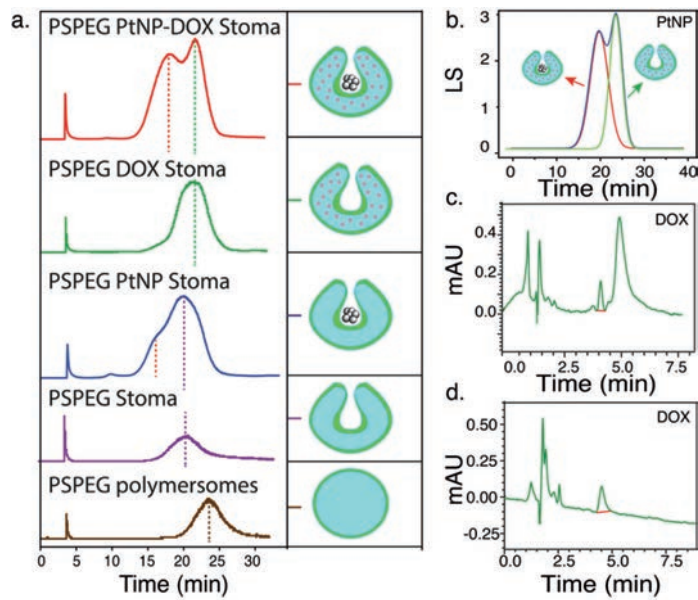 a.
PSPEG PtNP-DOX Stoma
PSPEG DOX Stoma
PSPEG PtNP Stoma
PSPEG Stoma
PSPEG polymersomes
0 5 10 15 20 25 30
Time (min)
b.
PtNP
LS
3
2
1
0
0 10 20 30 40
Time (min)
c.
DOX
mAU
0.4
0.2
0.0
0.0 2.5 5.0 7.5
Time (min)
d.
DOX
mAU
0.50
0.25
0.00
-0.25
0.0 2.5 5.0 7.5
Time (min)